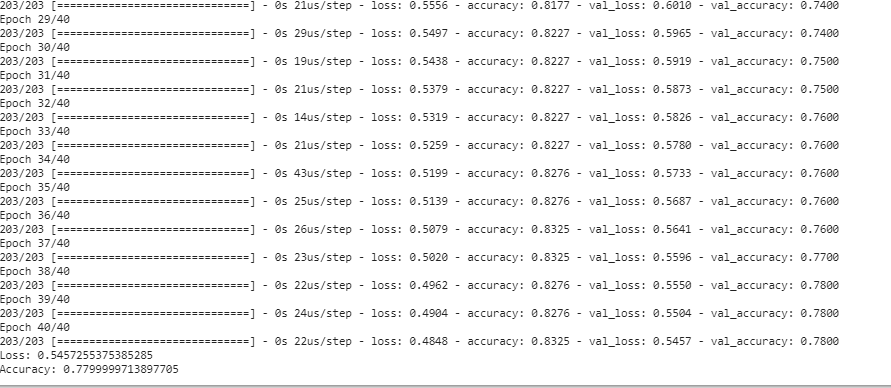 203/203 [==============================] - 0s 21us/step - loss: 0.5556 - accuracy: 0.8177 - val_loss: 0.6010 - val_accuracy: 0.7400
Epoch 29/40
203/203 [==============================] - 0s 29us/step - loss: 0.5497 - accuracy: 0.8227 - val_loss: 0.5965 - val_accuracy: 0.7400
Epoch 30/40
203/203 [==============================] - 0s 19us/step - loss: 0.5438 - accuracy: 0.8227 - val_loss: 0.5919 - val_accuracy: 0.7500
Epoch 31/40
203/203 [==============================] - 0s 21us/step - loss: 0.5379 - accuracy: 0.8227 - val_loss: 0.5873 - val_accuracy: 0.7500
Epoch 32/40
203/203 [==============================] - 0s 14us/step - loss: 0.5319 - accuracy: 0.8227 - val_loss: 0.5826 - val_accuracy: 0.7600
Epoch 33/40
203/203 [==============================] - 0s 21us/step - loss: 0.5259 - accuracy: 0.8227 - val_loss: 0.5780 - val_accuracy: 0.7600
Epoch 34/40
203/203 [==============================] - 0s 43us/step - loss: 0.5199 - accuracy: 0.8276 - val_loss: 0.5733 - val_accuracy: 0.7600
Epoch 35/40
203/203 [==============================] - 0s 25us/step - loss: 0.5139 - accuracy: 0.8276 - val_loss: 0.5687 - val_accuracy: 0.7600
Epoch 36/40
203/203 [==============================] - 0s 26us/step - loss: 0.5079 - accuracy: 0.8325 - val_loss: 0.5641 - val_accuracy: 0.7600
Epoch 37/40
203/203 [==============================] - 0s 23us/step - loss: 0.5020 - accuracy: 0.8325 - val_loss: 0.5596 - val_accuracy: 0.7700
Epoch 38/40
203/203 [==============================] - 0s 22us/step - loss: 0.4962 - accuracy: 0.8276 - val_loss: 0.5550 - val_accuracy: 0.7800
Epoch 39/40
203/203 [==============================] - 0s 24us/step - loss: 0.4904 - accuracy: 0.8276 - val_loss: 0.5504 - val_accuracy: 0.7800
Epoch 40/40
203/203 [==============================] - 0s 22us/step - loss: 0.4848 - accuracy: 0.8325 - val_loss: 0.5457 - val_accuracy: 0.7800
Loss: 0.5457255375385285
Accuracy: 0.7799999713897705